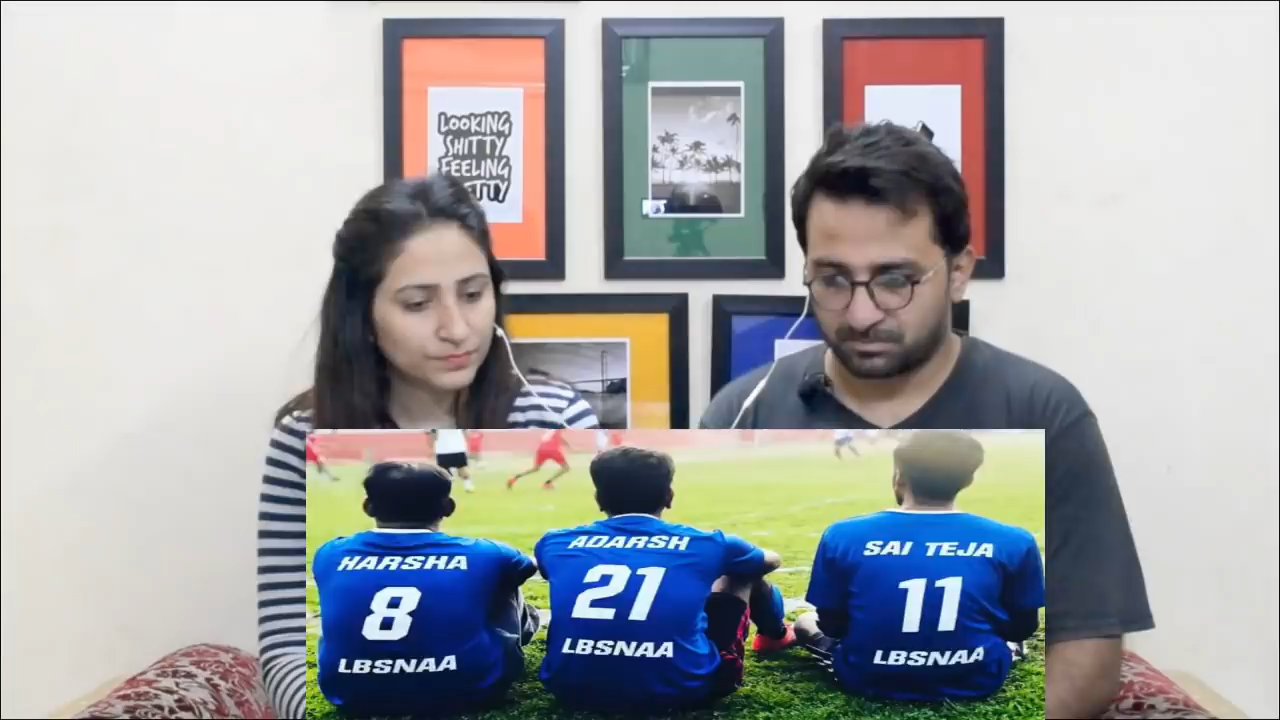 LOOKING
SHITTY
FEELING
HARSHA
8
LBSNAA
ADARSH
21
LBSNAA
SAI TEJA
11
LBSNAA